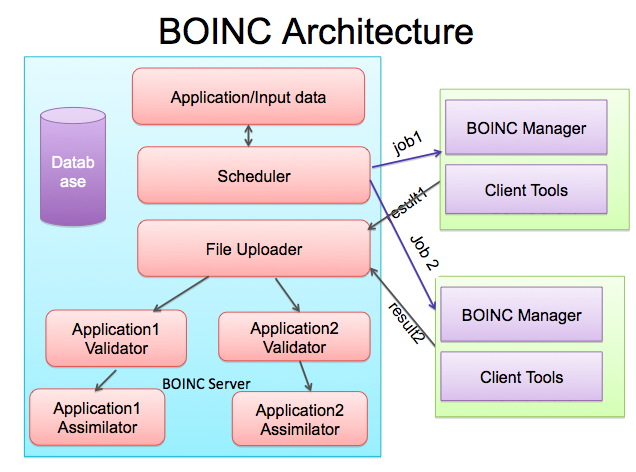 BOINC Architecture
Application/Input data
Datab
ase
Scheduler
File Uploader
Application1
Validator
Application2
Validator
BOINC Server
Application1
Assimilator
Application2
Assimilator
job1
result1
Job 2
result2
BOINC Manager
Client Tools
BOINC Manager
Client Tools